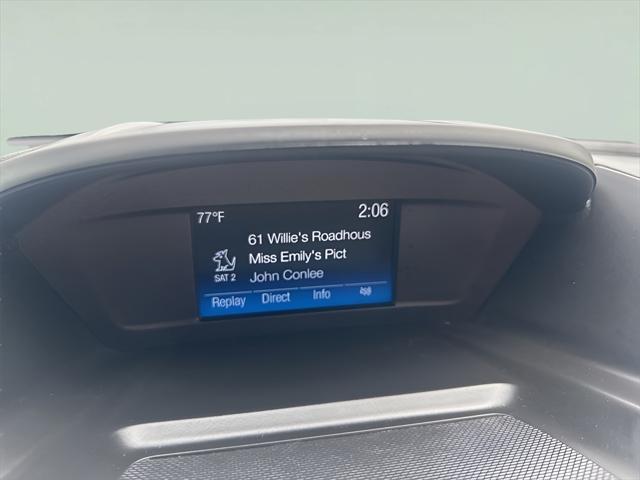 77°F 2:06
61 Willie's Roadhous
Miss Emily's Pict
SAT 2 John Conlee
Replay Direct Info